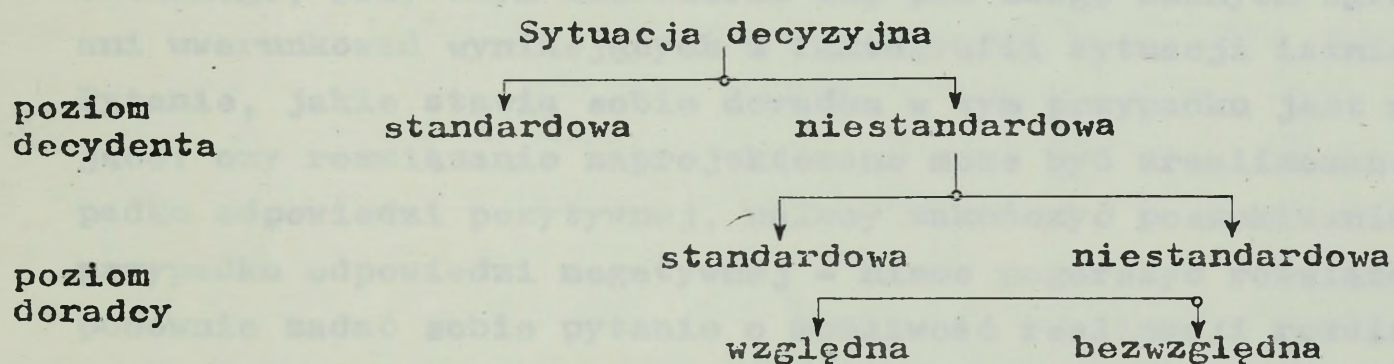 Sytuacja decyzyjna
poziom
decydenta
standardowa niestandardowa
standardowa niestandardowa
poziom
doradcy
względna bezwzględna